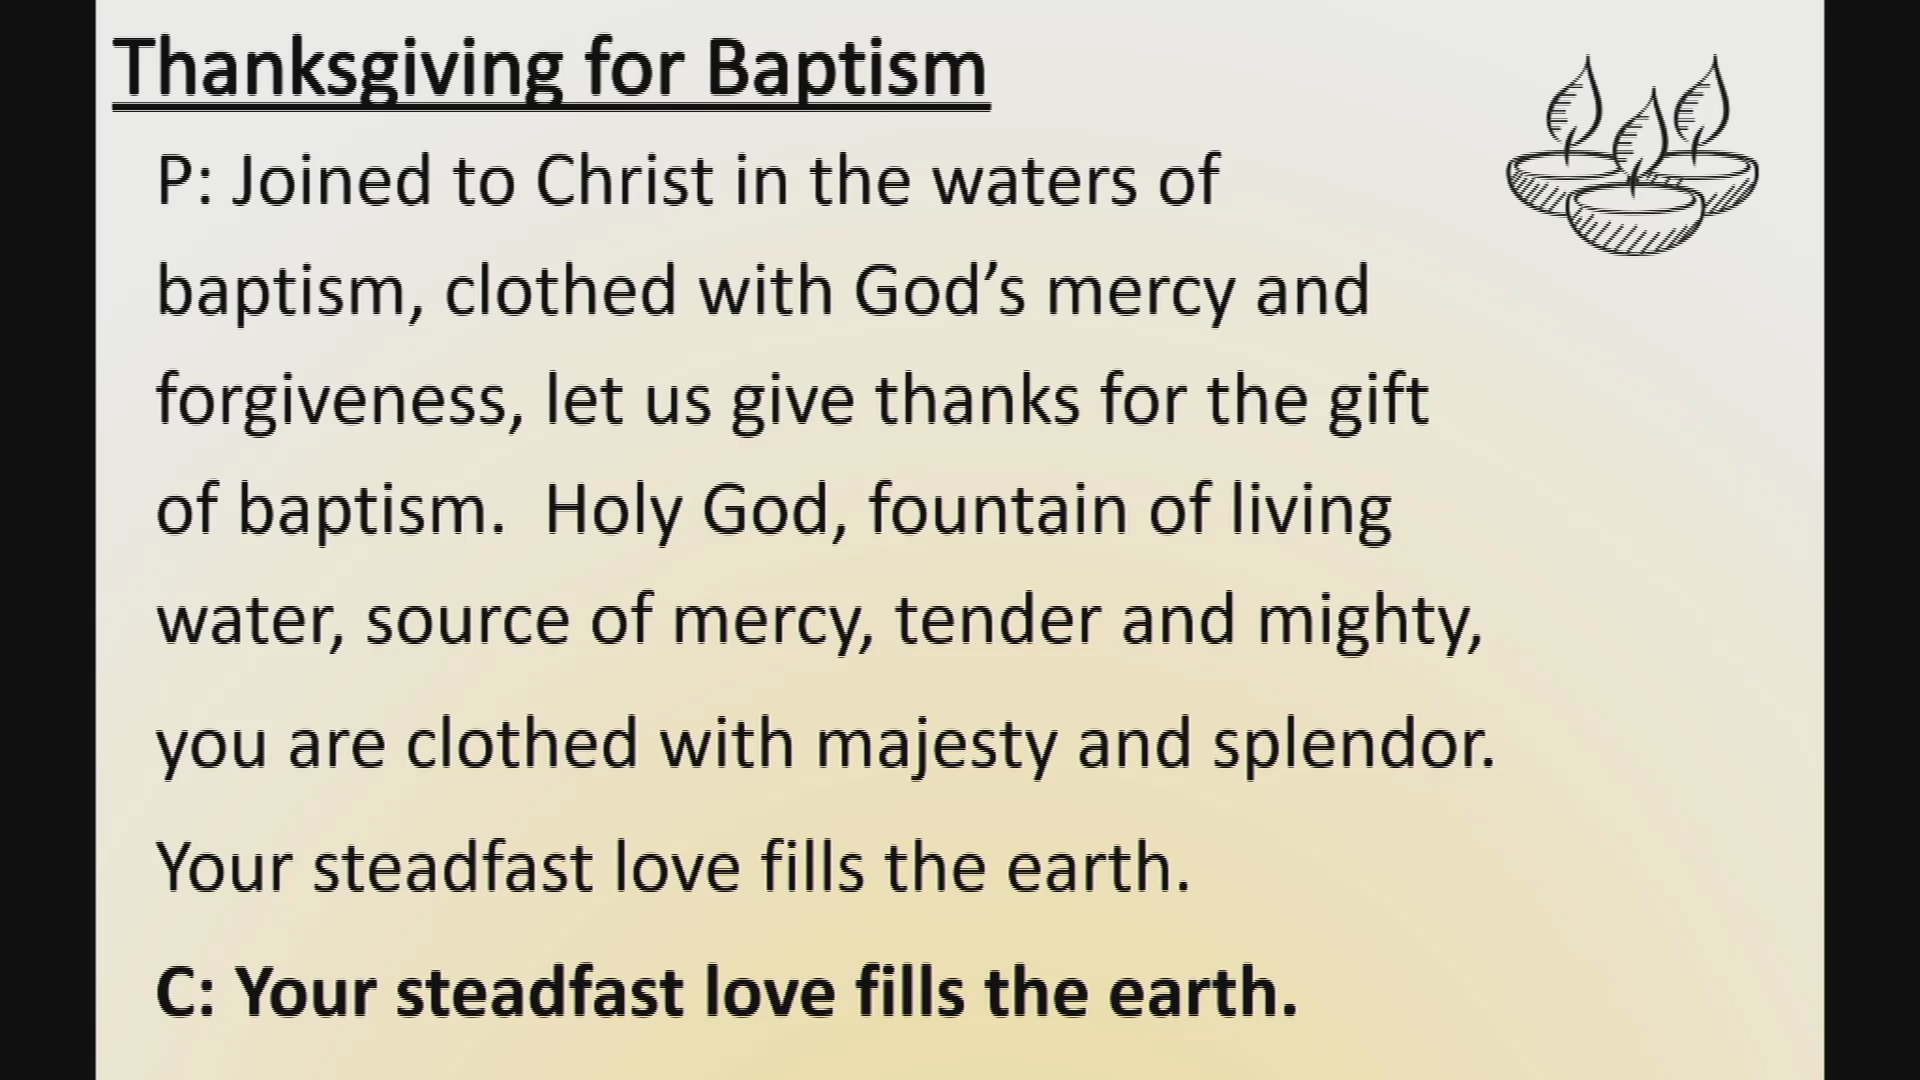 Thanksgiving for Baptism
P: Joined to Christ in the waters of
baptism, clothed with God’s mercy and
forgiveness, let us give thanks for the gift
of baptism.  Holy God, fountain of living
water, source of mercy, tender and mighty,
you are clothed with majesty and splendor.
Your steadfast love fills the earth.
C: Your steadfast love fills the earth.